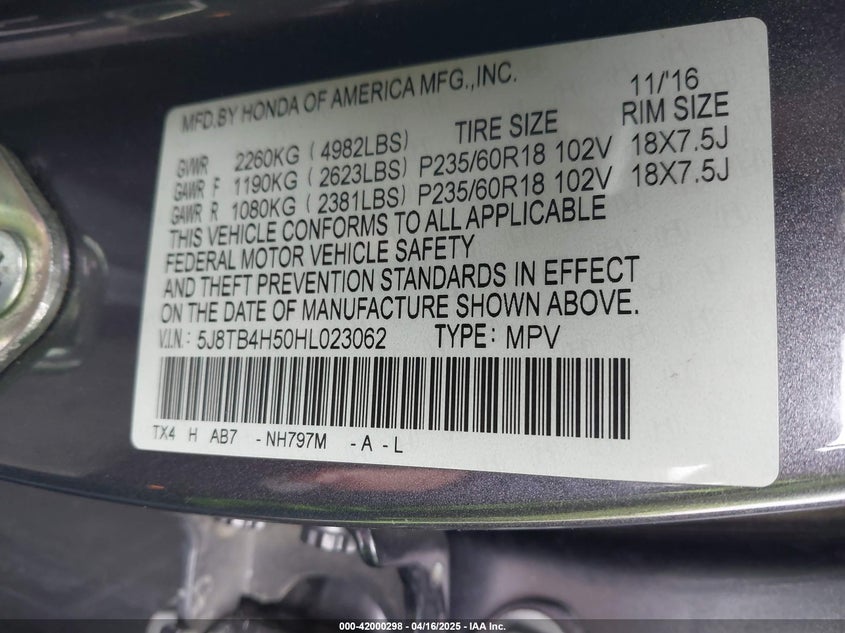 MFD.BY HONDA OF AMERICA MFG.,INC. 11/'16
TIRE SIZE RIM SIZE
GVWR 2260KG ( 4982LBS)
GAWR F 1190KG ( 2623LBS) P235/60R18 102V 18X7.5J
GAWR R 1080KG ( 2381LBS) P235/60R18 102V 18X7.5J
THIS VEHICLE CONFORMS TO ALL APPLICABLE
FEDERAL MOTOR VEHICLE SAFETY
AND THEFT PREVENTION STANDARDS IN EFFECT
ON THE DATE OF MANUFACTURE SHOWN ABOVE.
V.I.N.: 5J8TB4H50HL023062 TYPE: MPV
TX4 H AB7 -NH797M -A -L
000-42000298 - 04/16/2025 - IAA Inc.